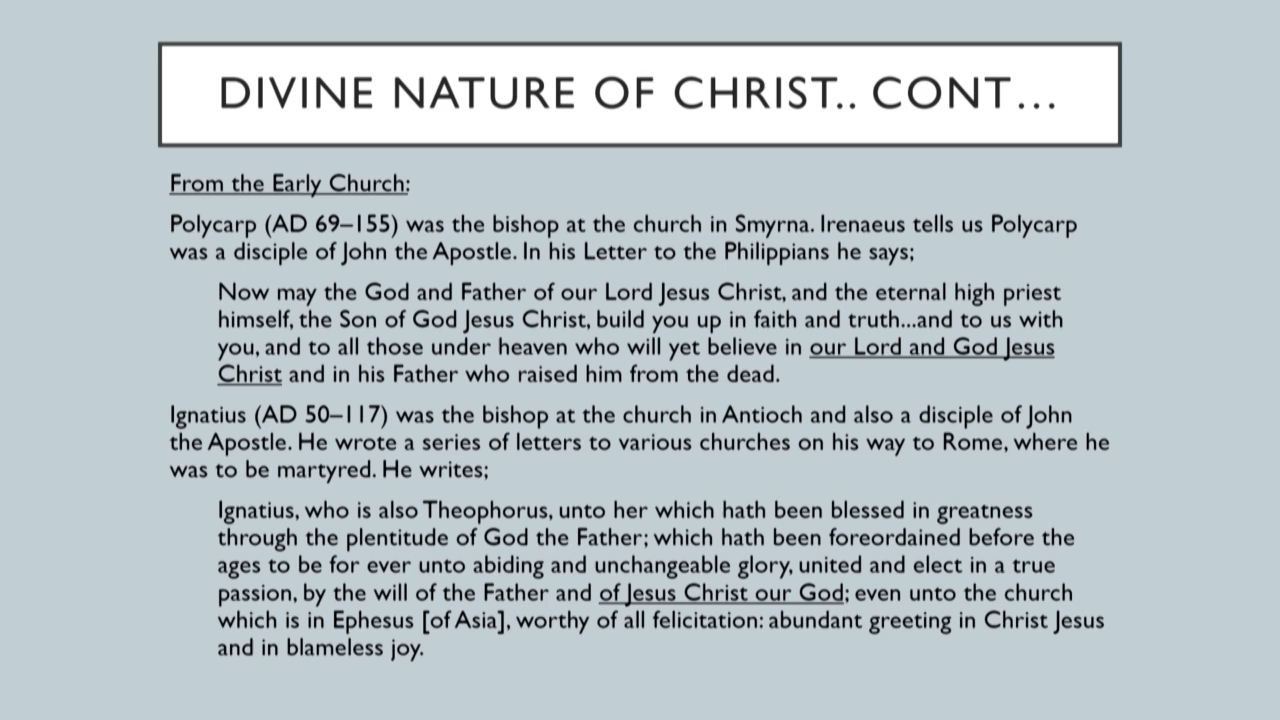 DIVINE NATURE OF CHRIST.. CONT...
From the Early Church:
Polycarp (AD 69–155) was the bishop at the church in Smyrna. Irenaeus tells us Polycarp
was a disciple of John the Apostle. In his Letter to the Philippians he says;
Now may the God and Father of our Lord Jesus Christ, and the eternal high priest
himself, the Son of God Jesus Christ, build you up in faith and truth...and to us with
you, and to all those under heaven who will yet believe in our Lord and God Jesus
Christ and in his Father who raised him from the dead.
Ignatius (AD 50–117) was the bishop at the church in Antioch and also a disciple of John
the Apostle. He wrote a series of letters to various churches on his way to Rome, where he
was to be martyred. He writes;
Ignatius, who is also Theophorus, unto her which hath been blessed in greatness
through the plentitude of God the Father; which hath been foreordained before the
ages to be for ever unto abiding and unchangeable glory, united and elect in a true
passion, by the will of the Father and of Jesus Christ our God; even unto the church
which is in Ephesus [of Asia], worthy of all felicitation: abundant greeting in Christ Jesus
and in blameless joy.